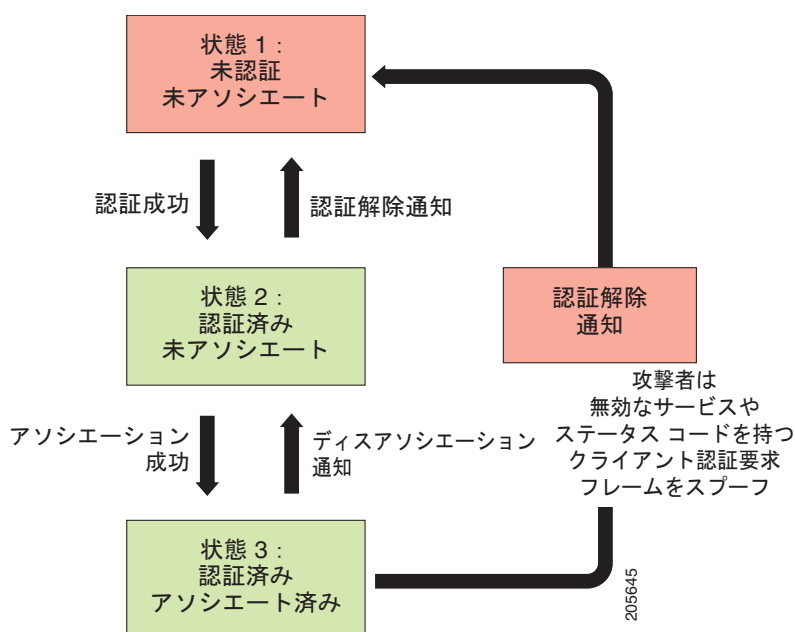 状態 1：
未認証
未アソシエート
認証成功
認証解除通知
状態 2：
認証済み
未アソシエート
認証解除
通知
攻撃者は
無効なサービスや
ステータス コードを持つ
クライアント認証要求
フレームをスプーフ
アソシエーション
成功
ディスアソシエーション
通知
状態 3：
認証済み
アソシエート済み
205645